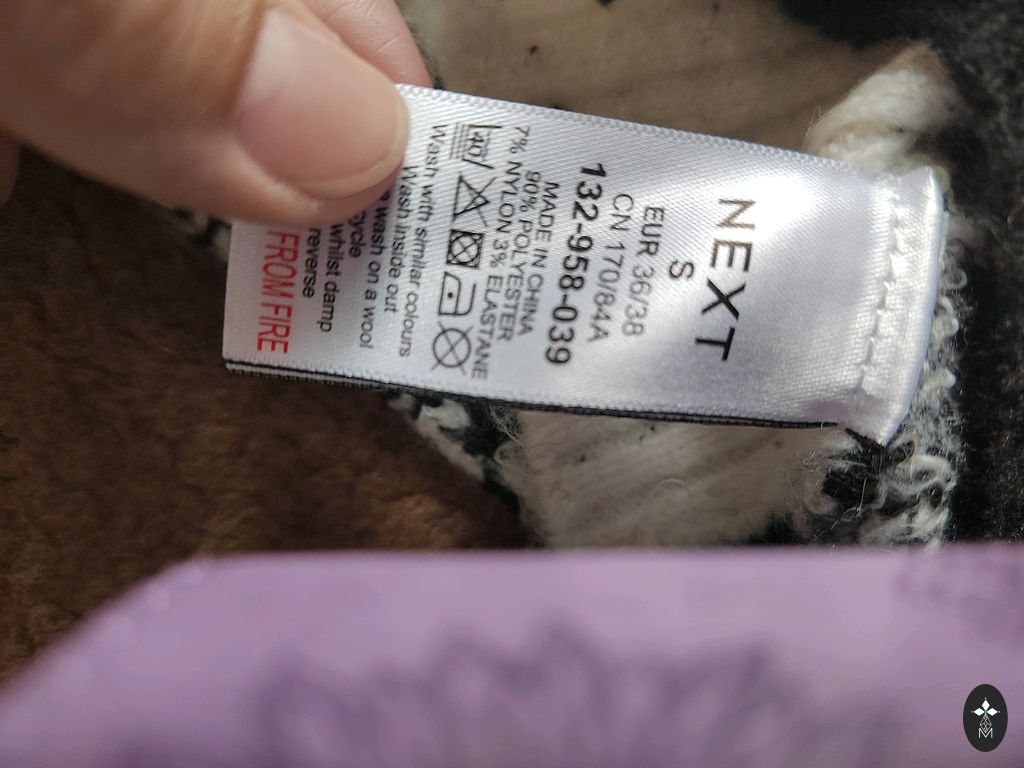 NEXT
S
EUR 36/38
CN 170/84A
132-958-039
MADE IN CHINA
90% POLYESTER
7% NYLON 3% ELASTANE
40
Wash with similar colours
Wash inside out
wash on a wool
cycle
whilst damp
reverse
FROM FIRE
M